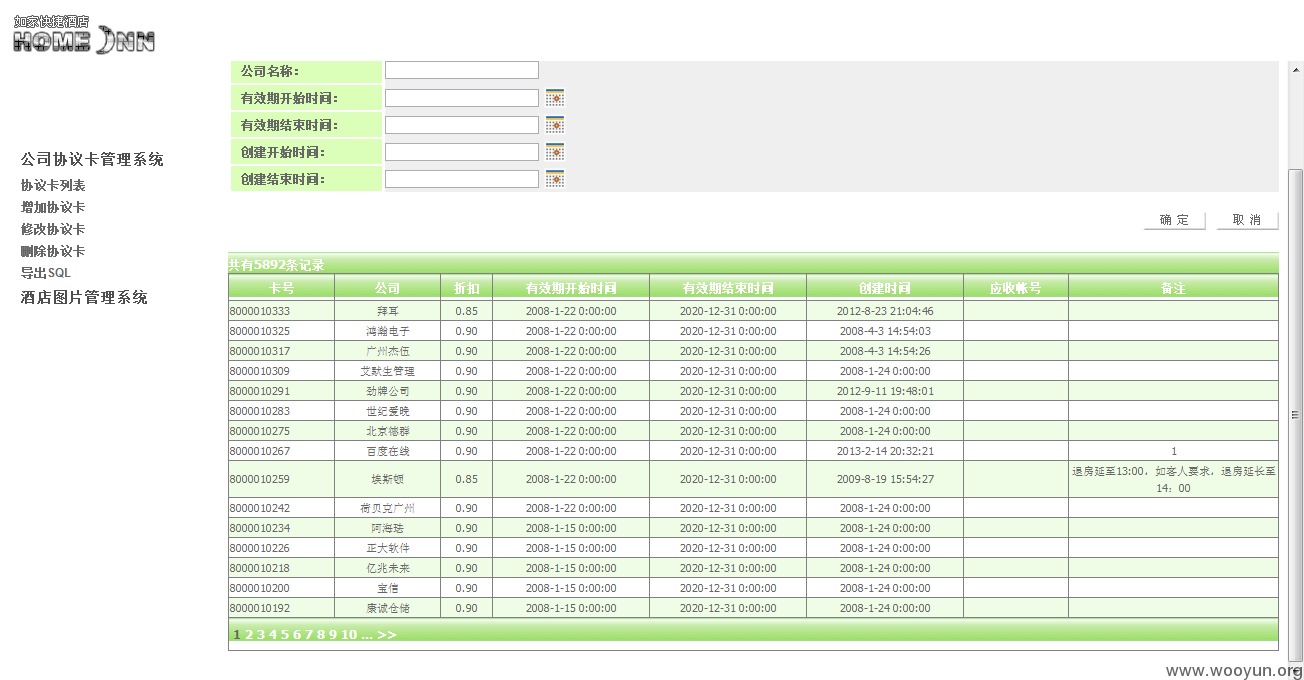 如家快捷酒店
HOME INN
公司名称：
有效期开始时间：
有效期结束时间：
创建开始时间：
创建结束时间：
确 定 取 消
公司协议卡管理系统
协议卡列表
增加协议卡
修改协议卡
删除协议卡
导出SQL
酒店图片管理系统
共有5892条记录
卡号 公司 折扣 有效期开始时间 有效期结束时间 创建时间 应收帐号 备注
8000010333 拜耳 0.85 2008-1-22 0:00:00 2020-12-31 0:00:00 2012-8-23 21:04:46
8000010325 鸿瀚电子 0.90 2008-1-22 0:00:00 2020-12-31 0:00:00 2008-4-3 14:54:03
8000010317 广州杰伍 0.90 2008-1-22 0:00:00 2020-12-31 0:00:00 2008-4-3 14:54:26
8000010309 艾默生管理 0.90 2008-1-22 0:00:00 2020-12-31 0:00:00 2008-1-24 0:00:00
8000010291 劲牌公司 0.90 2008-1-22 0:00:00 2020-12-31 0:00:00 2012-9-11 19:48:01
8000010283 世纪爱晚 0.90 2008-1-22 0:00:00 2020-12-31 0:00:00 2008-1-24 0:00:00
8000010275 北京德群 0.90 2008-1-22 0:00:00 2020-12-31 0:00:00 2008-1-24 0:00:00
8000010267 百度在线 0.90 2008-1-22 0:00:00 2020-12-31 0:00:00 2013-2-14 20:32:21 1
8000010259 埃斯顿 0.85 2008-1-22 0:00:00 2020-12-31 0:00:00 2009-8-19 15:54:27 退房延至13:00，如客人要求，退房延长至
14：00
8000010242 荷贝克广州 0.90 2008-1-22 0:00:00 2020-12-31 0:00:00 2008-1-24 0:00:00
8000010234 阿海珐 0.90 2008-1-15 0:00:00 2020-12-31 0:00:00 2008-1-24 0:00:00
8000010226 正大软件 0.90 2008-1-15 0:00:00 2020-12-31 0:00:00 2008-1-24 0:00:00
8000010218 亿兆未来 0.90 2008-1-15 0:00:00 2020-12-31 0:00:00 2008-1-24 0:00:00
8000010200 宝信 0.90 2008-1-15 0:00:00 2020-12-31 0:00:00 2008-1-24 0:00:00
8000010192 康诚仓储 0.90 2008-1-15 0:00:00 2020-12-31 0:00:00 2008-1-24 0:00:00
1 2 3 4 5 6 7 8 9 10 ... >>
www.wooyun.org